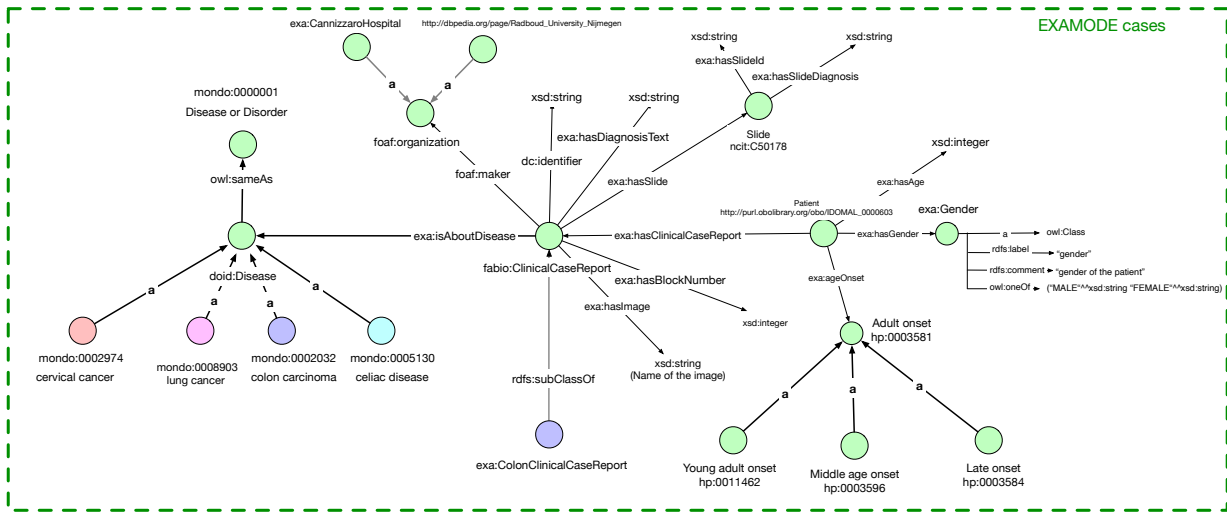 EXAMODE cases
exa:CannizzaroHospital
http://dbpedia.org/page/Radboud_University_Nijmegen
xsd:string
xsd:string
exa:hasSlideId
exa:hasSlideDiagnosis
a
a
mondo:0000001
Disease or Disorder
xsd:string
xsd:string
foaf:organization
exa:hasDiagnosisText
Slide
ncit:C50178
dc:identifier
xsd:integer
owl:sameAs
foaf:maker
exa:hasSlide
exa:hasAge
Patient
http://purl.obolibrary.org/obo/IDOMAL_0000603
exa:Gender
exa:isAboutDisease
exa:hasClinicalCaseReport
exa:hasGender
a
owl:Class
rdfs:label
"gender"
rdfs:comment
"gender of the patient"
owl:oneOf
("MALE"^^xsd:string "FEMALE"^^xsd:string)
doid:Disease
fabio:ClinicalCaseReport
exa:hasBlockNumber
exa:ageOnset
a
a
a
a
exa:hasImage
xsd:integer
Adult onset
hp:0003581
mondo:0002974
cervical cancer
mondo:0008903
lung cancer
mondo:0002032
colon carcinoma
mondo:0005130
celiac disease
xsd:string
(Name of the image)
rdfs:subClassOf
a
a
a
exa:ColonClinicalCaseReport
Young adult onset
hp:0011462
Middle age onset
hp:0003596
Late onset
hp:0003584